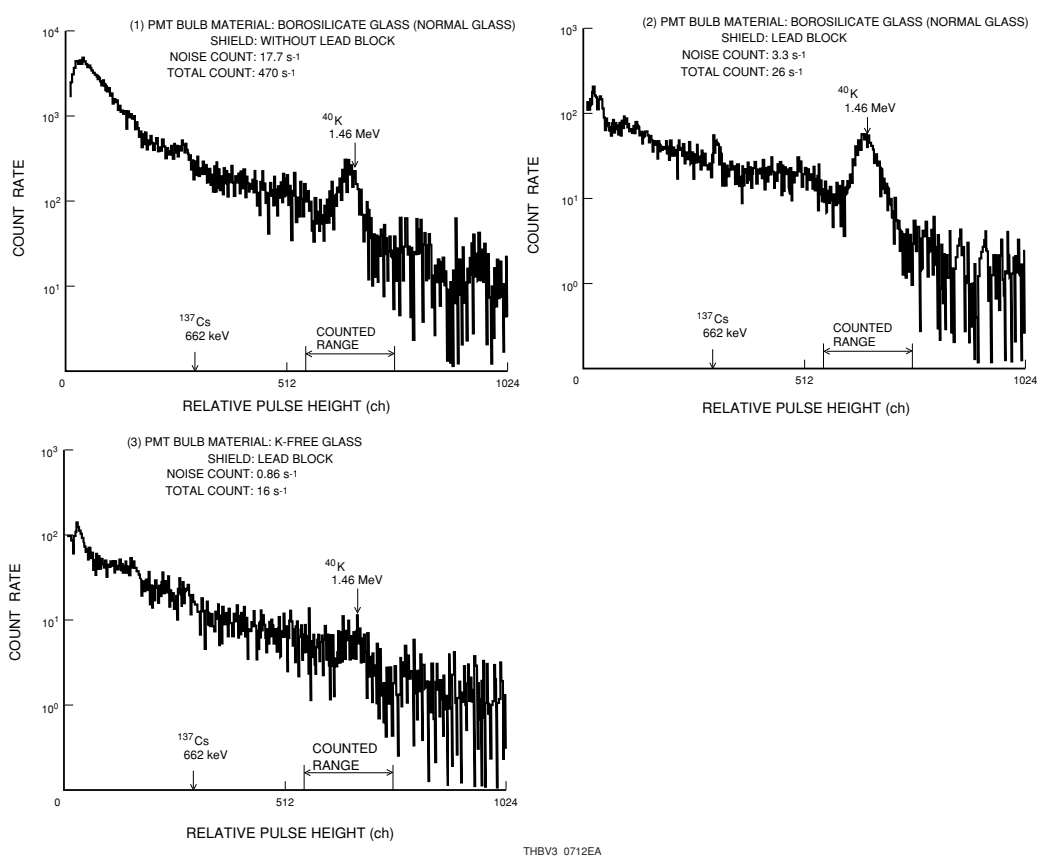 (1) PMT BULB MATERIAL: BOROSILICATE GLASS (NORMAL GLASS)
SHIELD: WITHOUT LEAD BLOCK
NOISE COUNT: 17.7 s-1
TOTAL COUNT: 470 s-1
10⁴
10³
10²
10¹
COUNT RATE
⁴⁰K
1.46 MeV
¹³⁷Cs
662 keV
COUNTED
RANGE
0
512
1024
RELATIVE PULSE HEIGHT (ch)
(2) PMT BULB MATERIAL: BOROSILICATE GLASS (NORMAL GLASS)
SHIELD: LEAD BLOCK
NOISE COUNT: 3.3 s-1
TOTAL COUNT: 26 s-1
10³
10²
10¹
10⁰
COUNT RATE
⁴⁰K
1.46 MeV
¹³⁷Cs
662 keV
COUNTED
RANGE
0
512
1024
RELATIVE PULSE HEIGHT (ch)
(3) PMT BULB MATERIAL: K-FREE GLASS
SHIELD: LEAD BLOCK
NOISE COUNT: 0.86 s-1
TOTAL COUNT: 16 s-1
10³
10²
10¹
10⁰
COUNT RATE
⁴⁰K
1.46 MeV
¹³⁷Cs
662 keV
COUNTED
RANGE
0
512
1024
RELATIVE PULSE HEIGHT (ch)
THBV3_0712EA